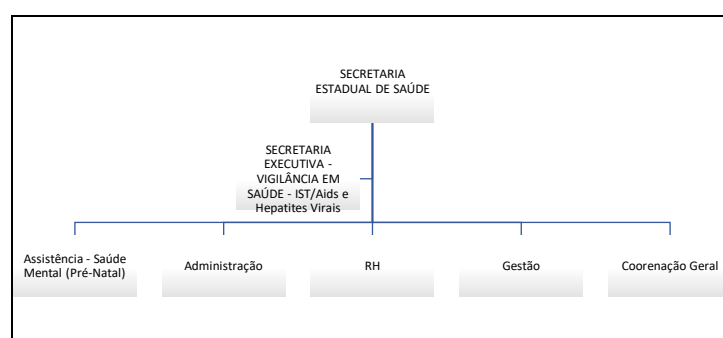 SECRETARIA
ESTADUAL DE SAÚDE
SECRETARIA
EXECUTIVA -
VIGILÂNCIA EM
SAÚDE - IST/Aids e
Hepatites Virais
Assistência - Saúde
Mental (Pré-Natal)
Administração
RH
Gestão
Coorenação Geral